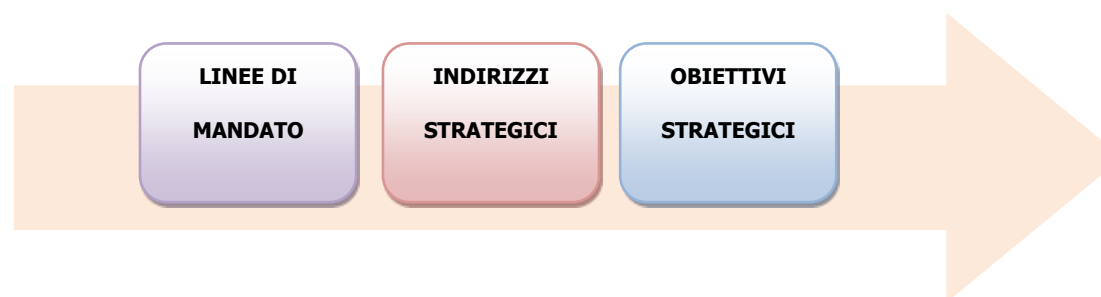 LINEE DI
MANDATO
INDIRIZZI
STRATEGICI
OBIETTIVI
STRATEGICI